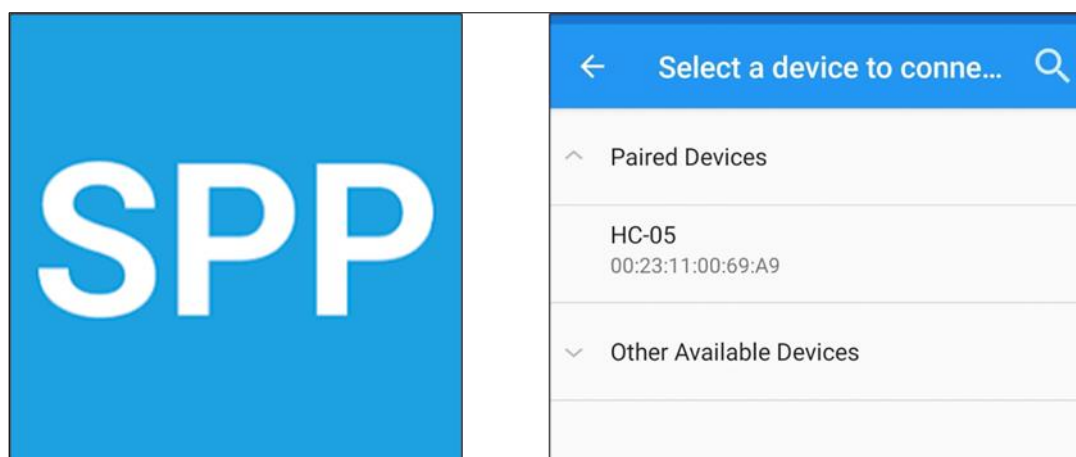 SPP
Select a device to conne...
Paired Devices
HC-05
00:23:11:00:69:A9
Other Available Devices